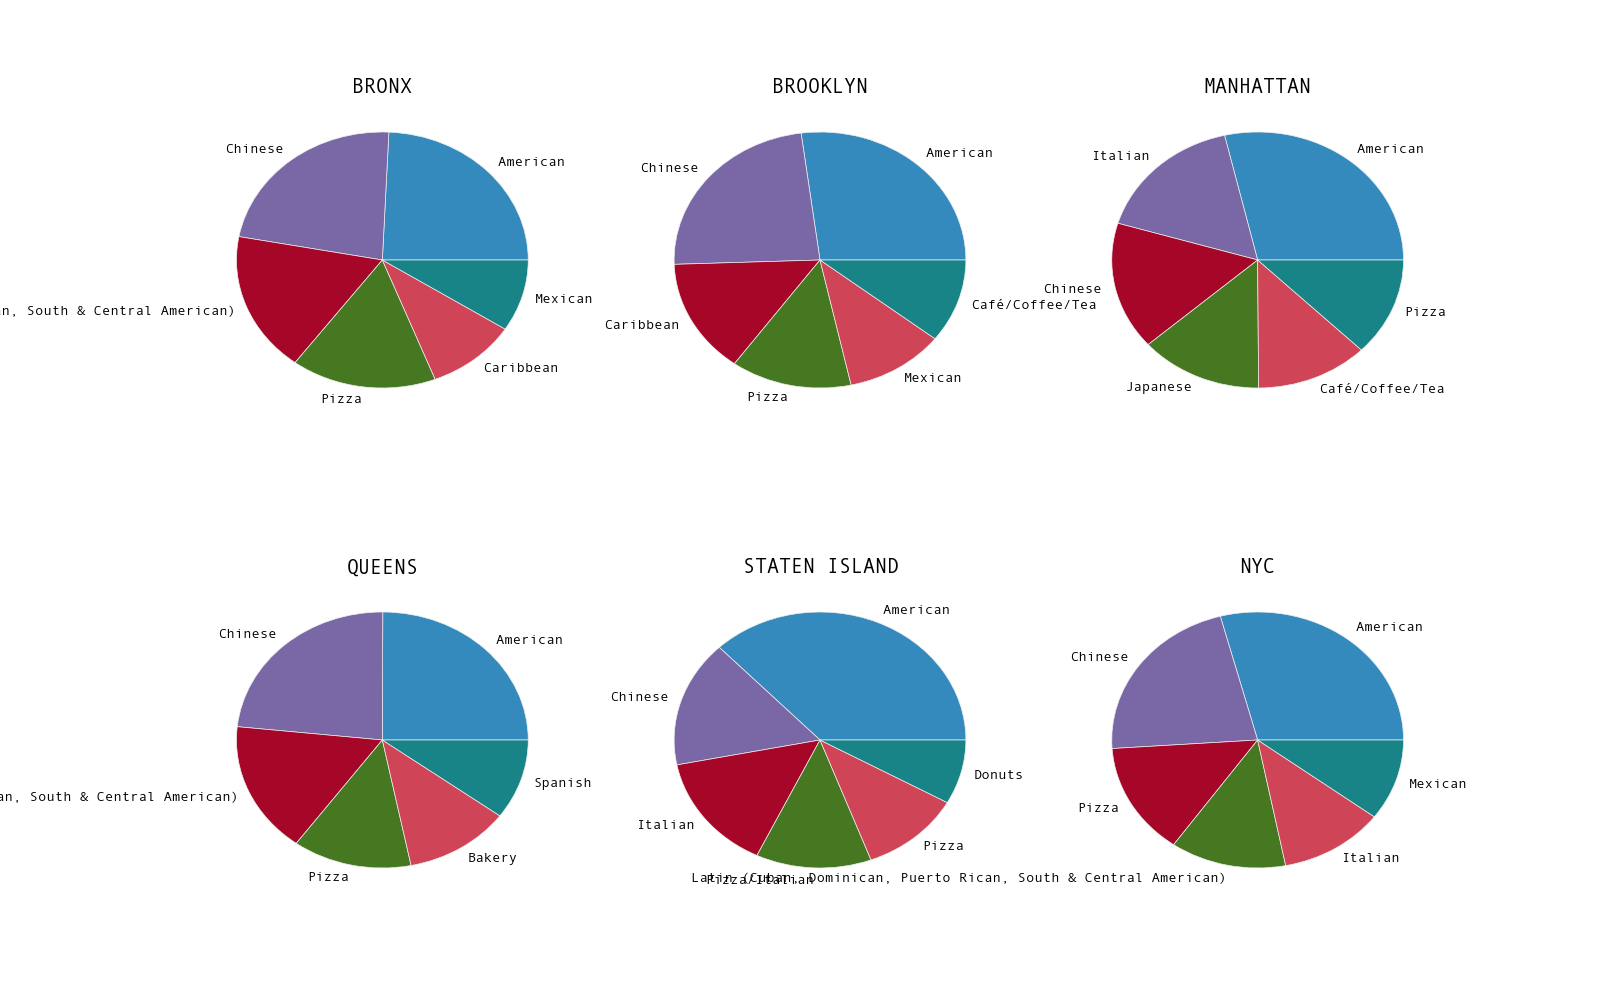 BRONX
BROOKLYN
MANHATTAN
Chinese
American
, South & Central American)
Pizza
Caribbean
Mexican
Chinese
American
Caribbean
Pizza
Mexican
Café/Coffee/Tea
Italian
American
Chinese
Japanese
Café/Coffee/Tea
Pizza
QUEENS
STATEN ISLAND
NYC
Chinese
American
, South & Central American)
Pizza
Bakery
Spanish
American
Chinese
Italian
Pizza/Italian
Pizza
Donuts
American
Chinese
Pizza
Latin (Cuban, Dominican, Puerto Rican, South & Central American)
Italian
Mexican